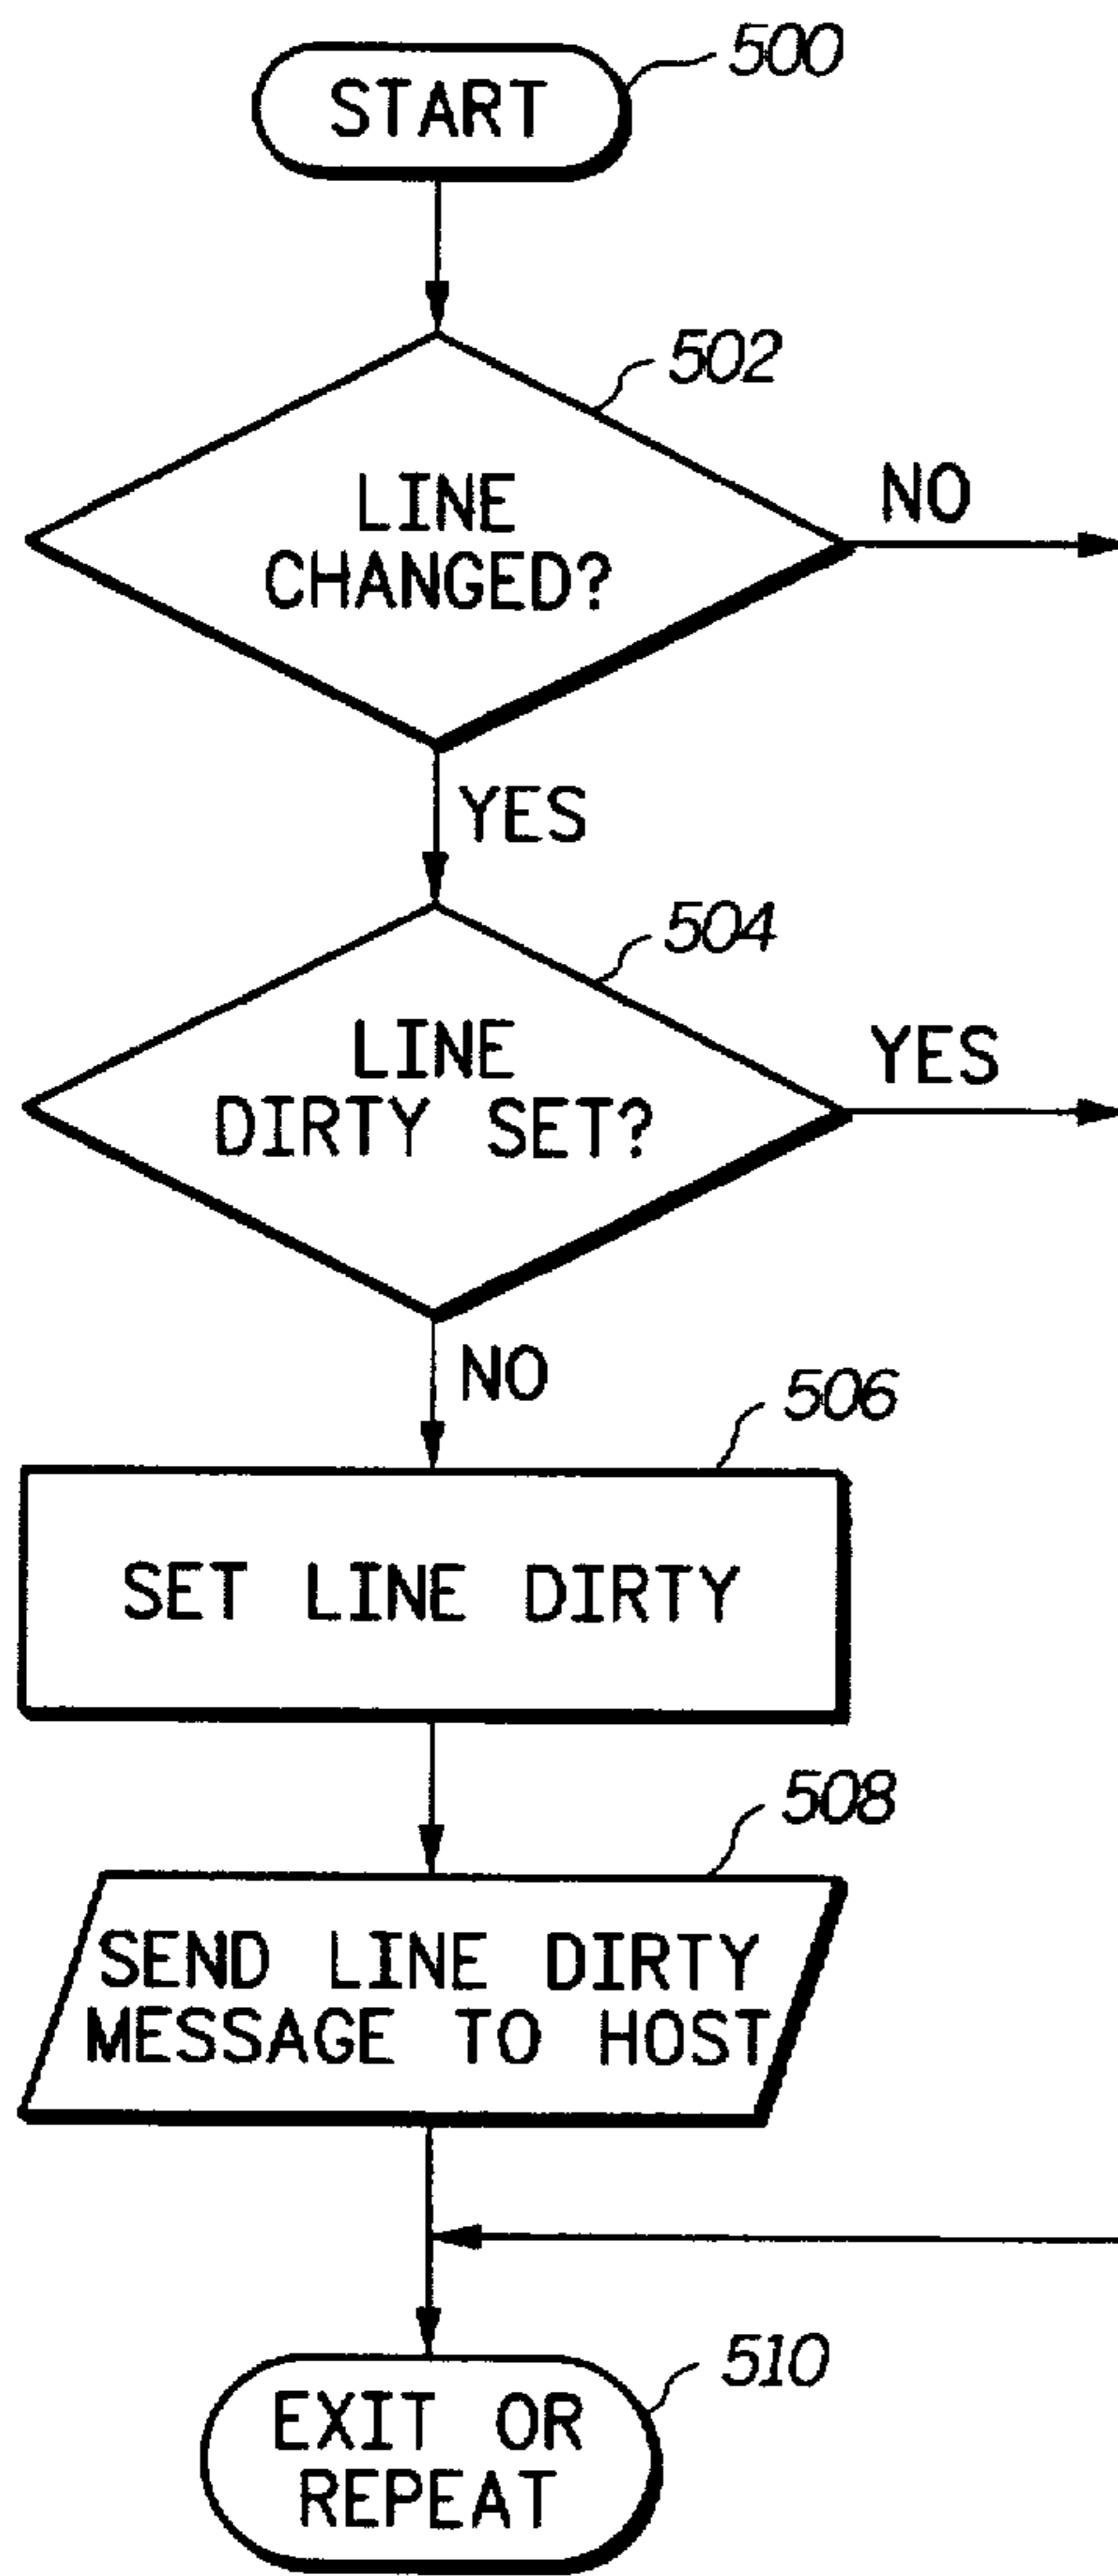 500
START
502
LINE
CHANGED?
NO
YES
504
LINE
DIRTY SET?
YES
NO
506
SET LINE DIRTY
508
SEND LINE DIRTY
MESSAGE TO HOST
510
EXIT OR
REPEAT